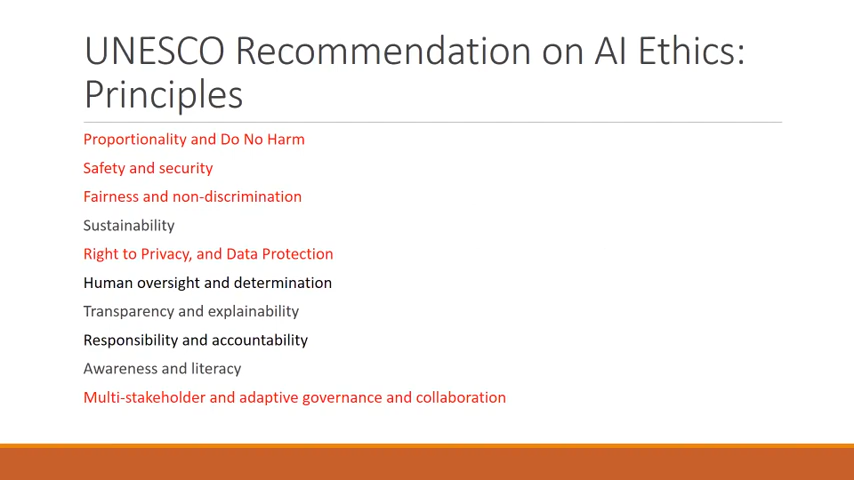 UNESCO Recommendation on AI Ethics:
Principles
Proportionality and Do No Harm
Safety and security
Fairness and non-discrimination
Sustainability
Right to Privacy, and Data Protection
Human oversight and determination
Transparency and explainability
Responsibility and accountability
Awareness and literacy
Multi-stakeholder and adaptive governance and collaboration